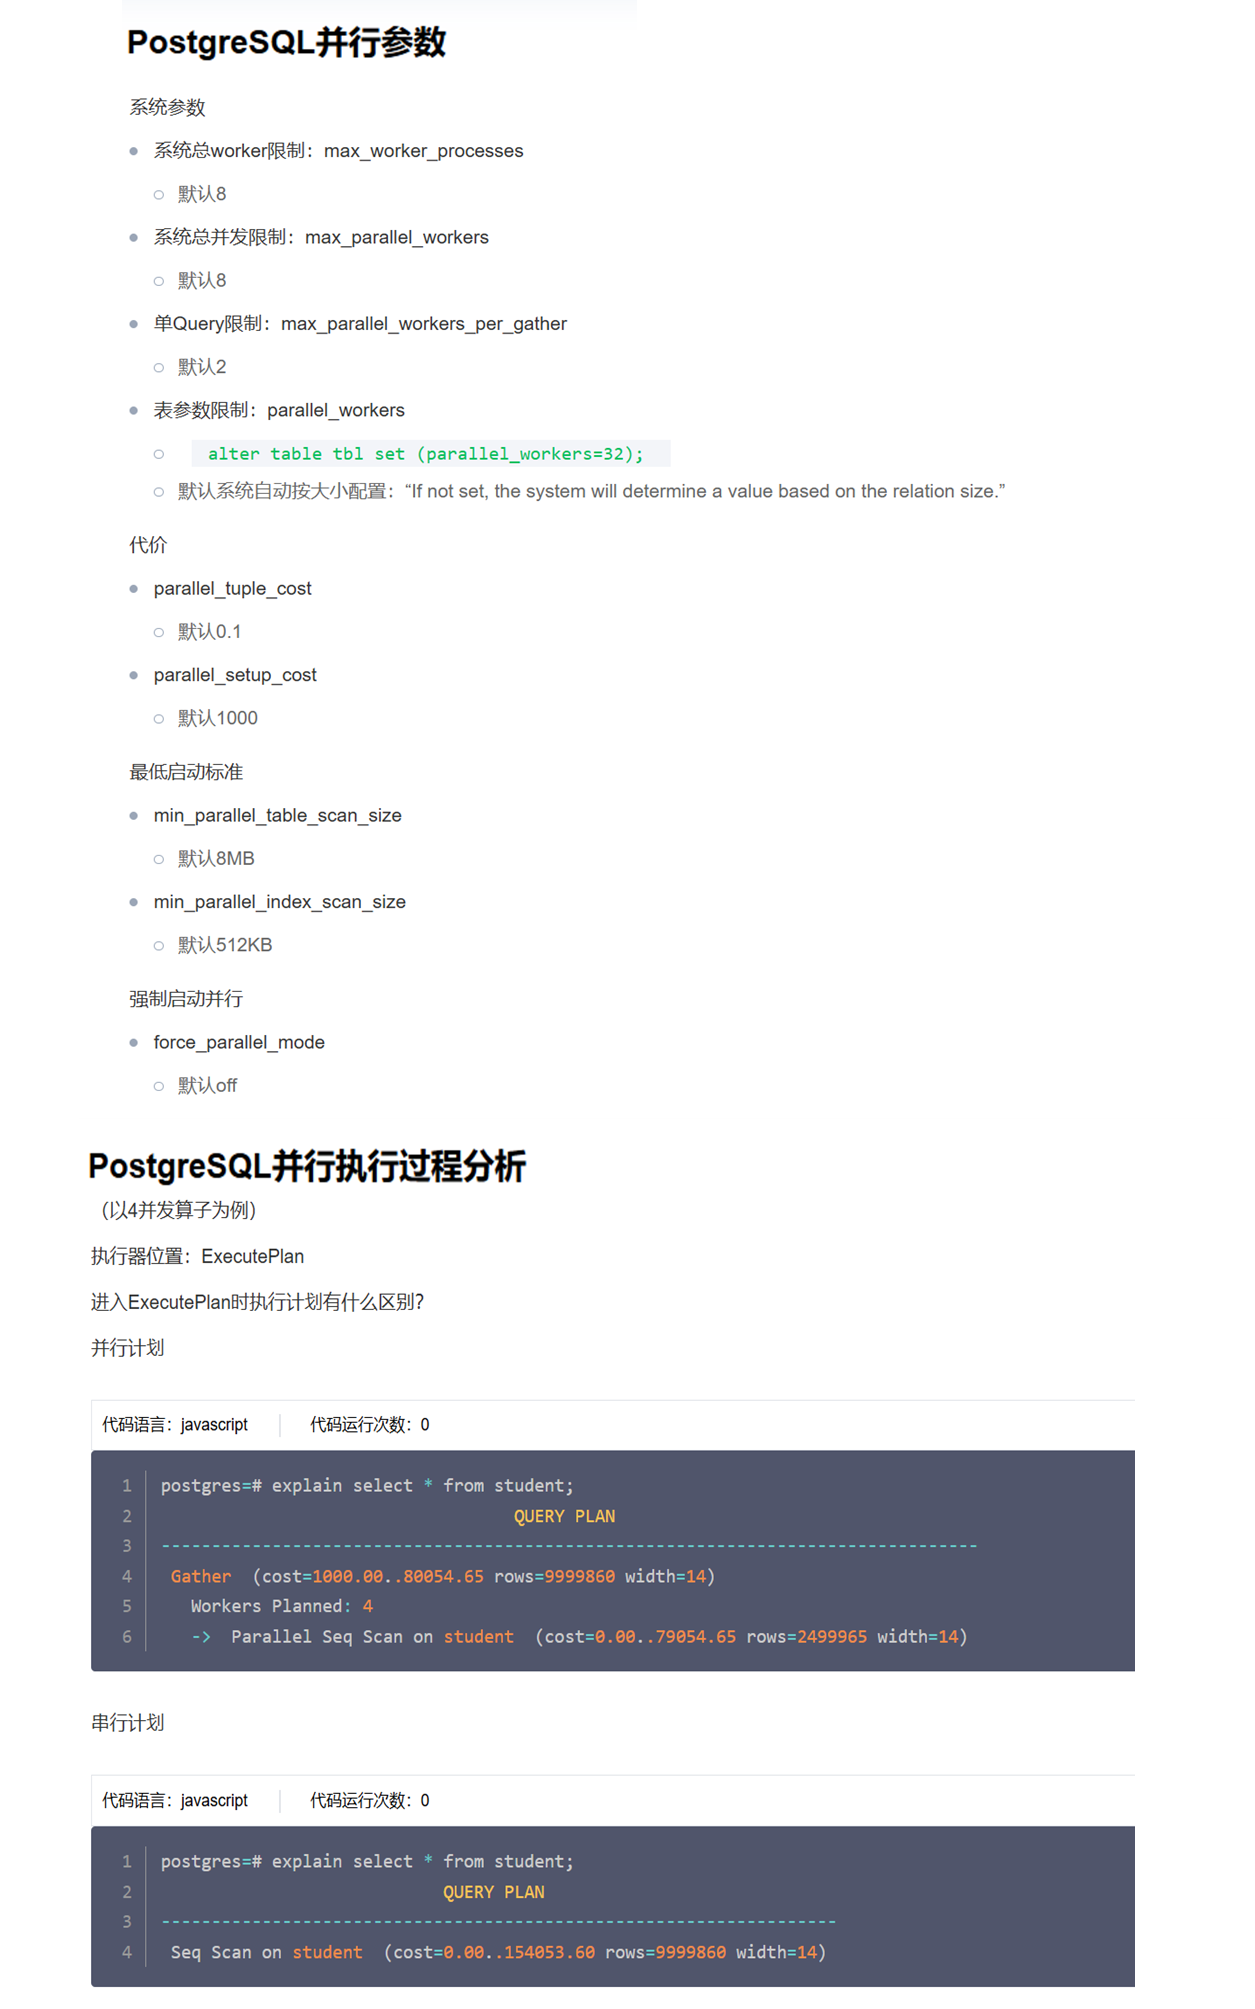 PostgreSQL并行参数
系统参数
系统总worker限制：max_worker_processes
默认8
系统总并发限制：max_parallel_workers
默认8
单Query限制：max_parallel_workers_per_gather
默认2
表参数限制：parallel_workers
alter table tbl set (parallel_workers=32);
默认系统自动按大小配置：“If not set, the system will determine a value based on the relation size.”
代价
parallel_tuple_cost
默认0.1
parallel_setup_cost
默认1000
最低启动标准
min_parallel_table_scan_size
默认8MB
min_parallel_index_scan_size
默认512KB
强制启动并行
force_parallel_mode
默认off
PostgreSQL并行执行过程分析
（以4并发算子为例）
执行器位置：ExecutePlan
进入ExecutePlan时执行计划有什么区别？
并行计划
代码语言：javascript 代码运行次数：0
1 postgres=# explain select * from student;
2 QUERY PLAN
3 ---------------------------------------------------------------------------------
4 Gather  (cost=1000.00..80054.65 rows=9999860 width=14)
5 Workers Planned: 4
6 ->  Parallel Seq Scan on student  (cost=0.00..79054.65 rows=2499965 width=14)
串行计划
代码语言：javascript 代码运行次数：0
1 postgres=# explain select * from student;
2 QUERY PLAN
3 -------------------------------------------------------------------
4 Seq Scan on student  (cost=0.00..154053.60 rows=9999860 width=14)